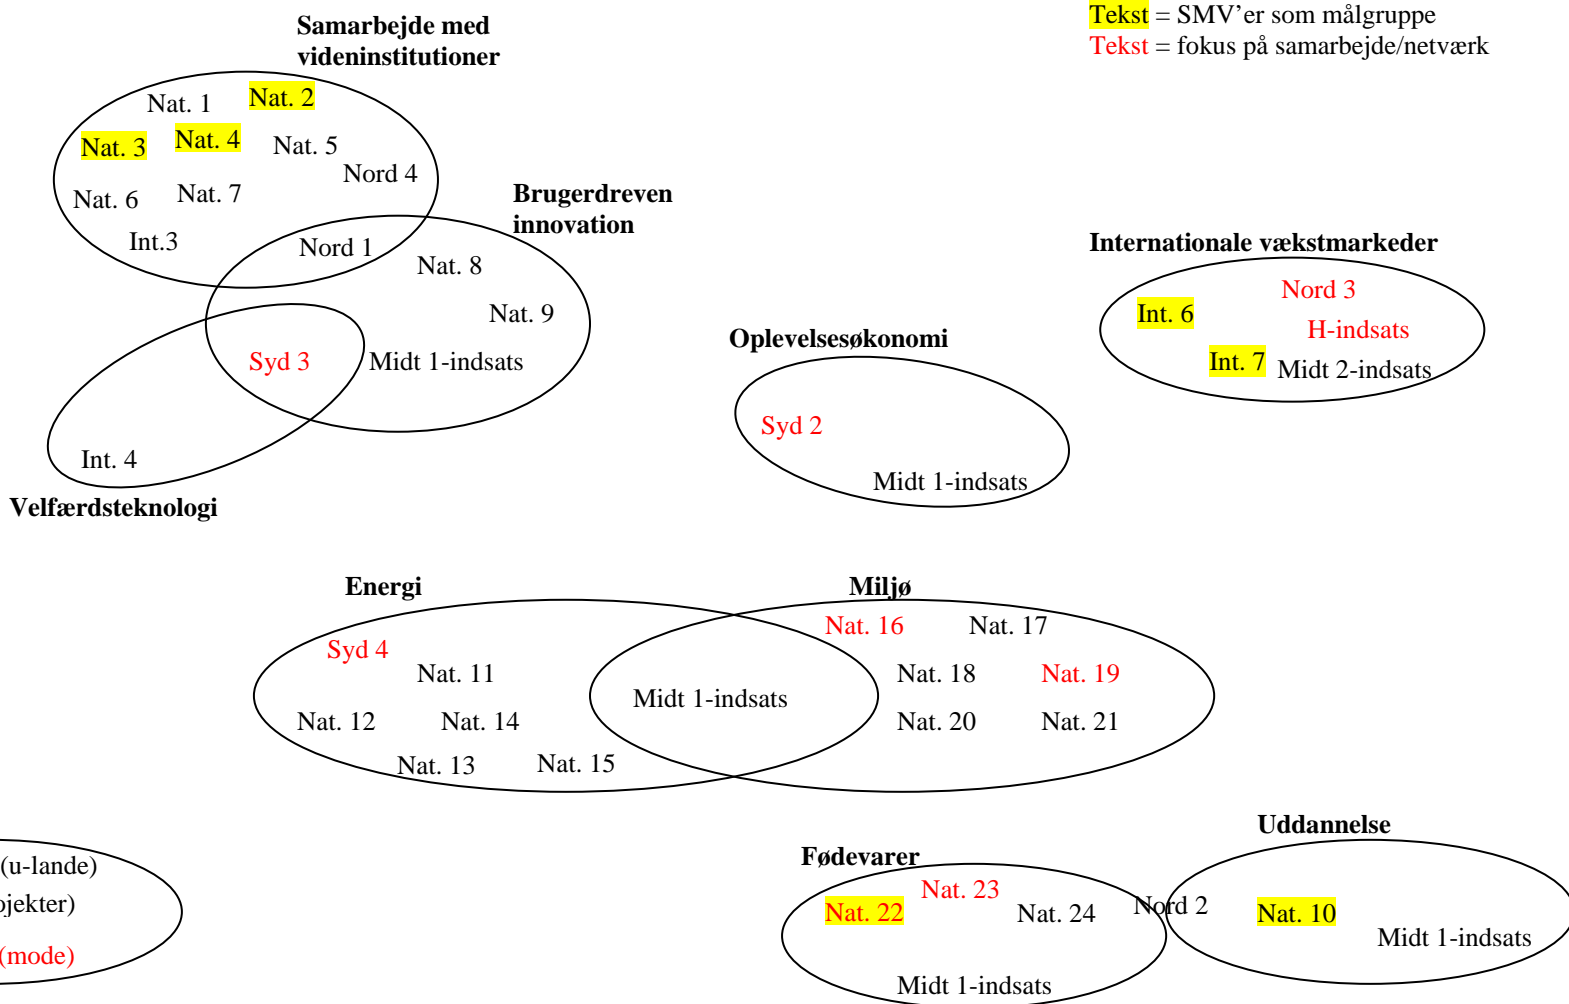 Tekst = SMV’er som målgruppe
Tekst = fokus på samarbejde/netværk
Samarbejde med
videninstitutioner
Nat. 1
Nat. 2
Nat. 3
Nat. 4
Nat. 5
Nord 4
Nat. 6
Nat. 7
Int.3
Nord 1
Brugerdreven
innovation
Nat. 8
Nat. 9
Syd 3
Midt 1-indsats
Int. 4
Velfærdsteknologi
Oplevelsesøkonomi
Syd 2
Midt 1-indsats
Internationale vækstmarkeder
Nord 3
Int. 6
H-indsats
Int. 7
Midt 2-indsats
Energi
Syd 4
Nat. 11
Nat. 12
Nat. 14
Nat. 13
Nat. 15
Midt 1-indsats
Miljø
Nat. 16
Nat. 17
Nat. 18
Nat. 19
Nat. 20
Nat. 21
(u-lande)
ojekter)
(mode)
Fødevarer
Nat. 23
Nat. 22
Nat. 24
Midt 1-indsats
Nord 2
Uddannelse
Nat. 10
Midt 1-indsats